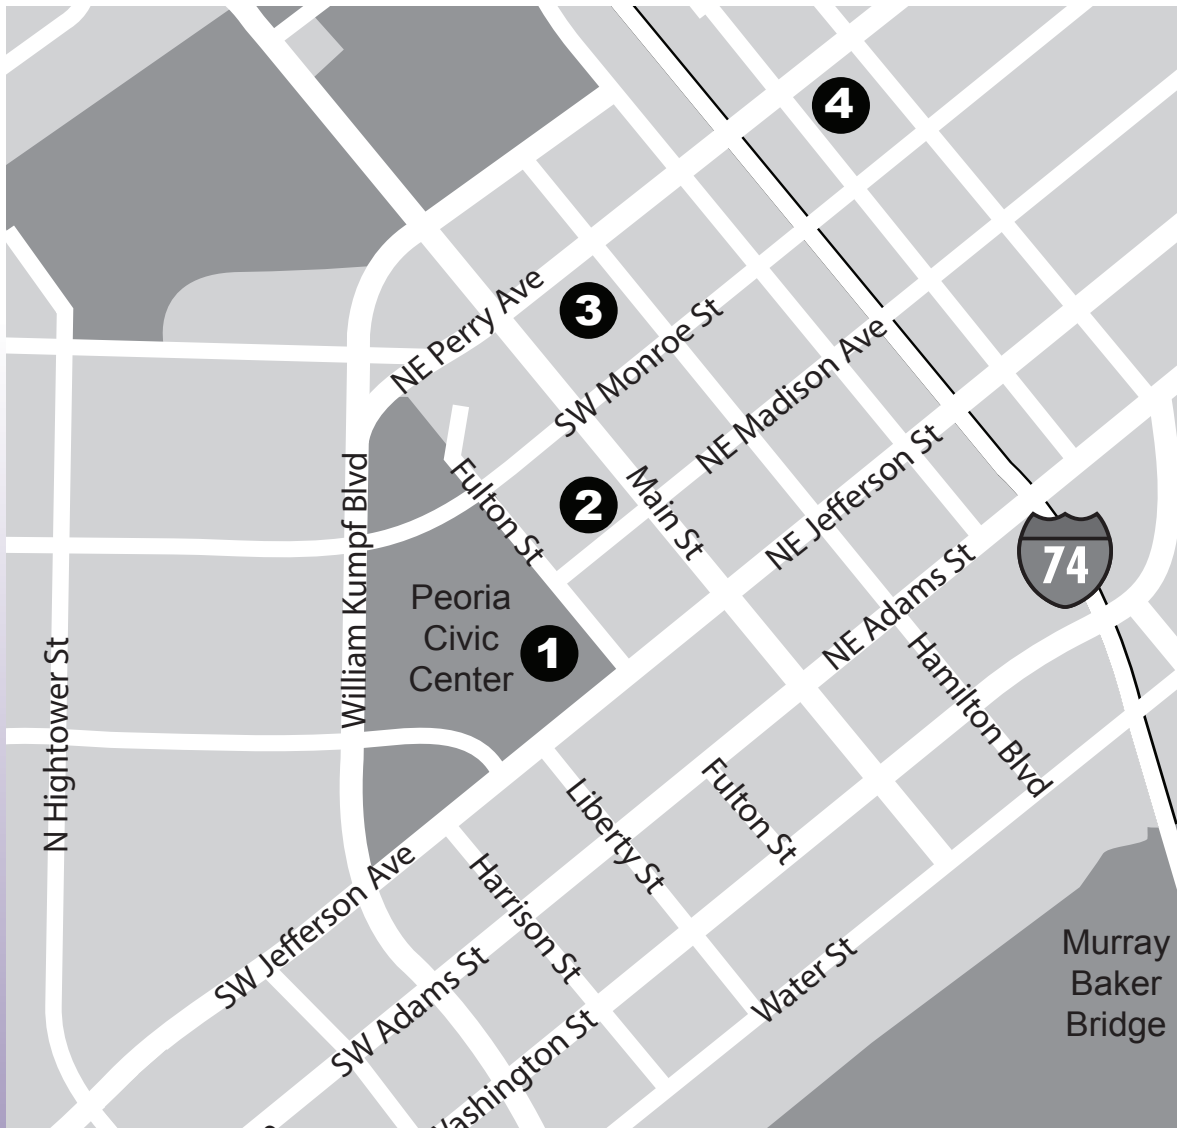 4
NE Perry Ave
3
SW Monroe St
NE Madison Ave
Fulton St
2
Main St
NE Jefferson St
William Kumpf Blvd
74
NE Adams St
Peoria
Civic
Center
1
Hamilton Blvd
N Hightower St
Fulton St
Liberty St
SW Jefferson Ave
Harrison St
SW Adams St
Water St
Murray
Baker
Bridge
Washington St